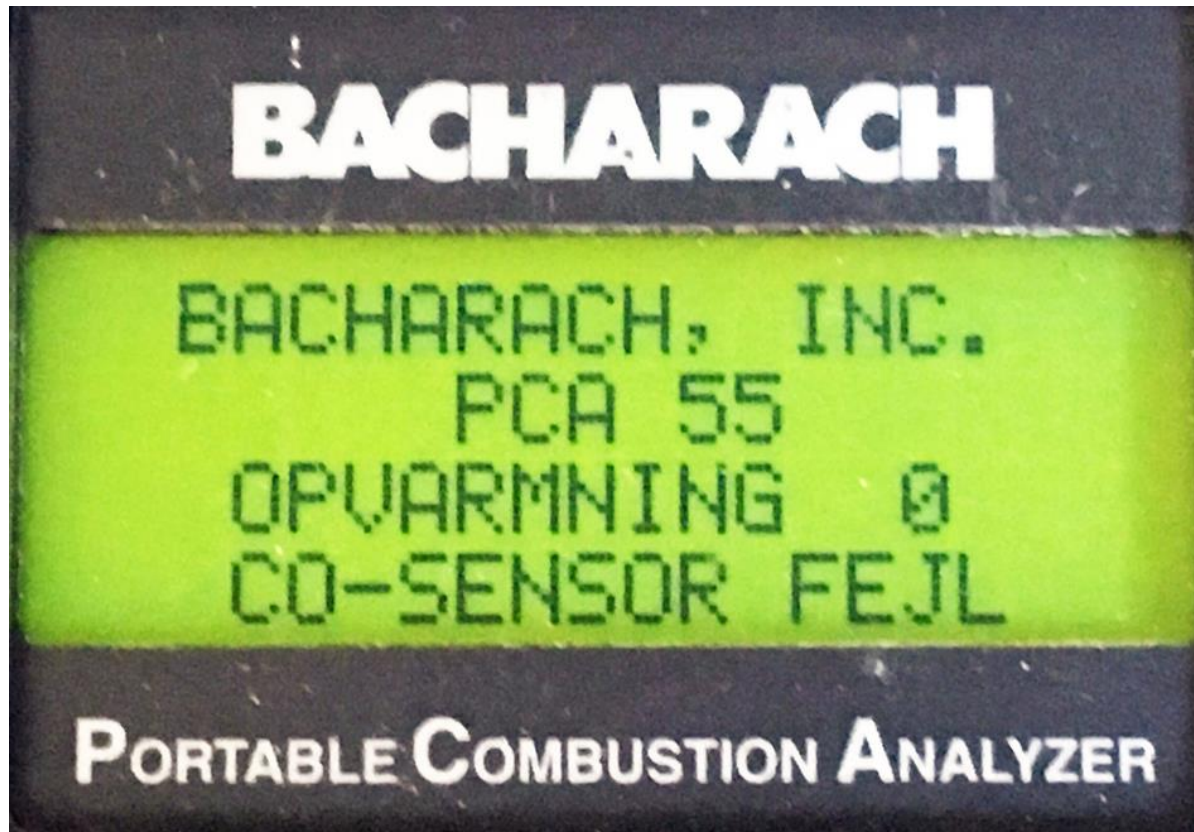 BACHARACH
BACHARACH, INC.
PCA 55
OPVARMNING 0
CO-SENSOR FEJL
PORTABLE COMBUSTION ANALYZER